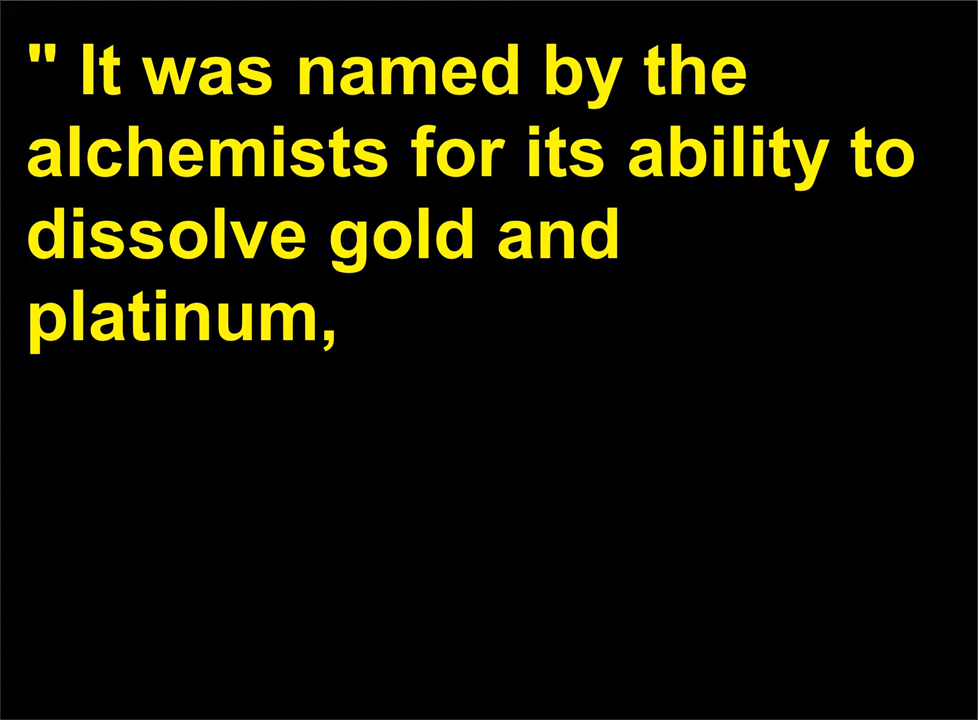 " It was named by the
alchemists for its ability to
dissolve gold and
platinum,